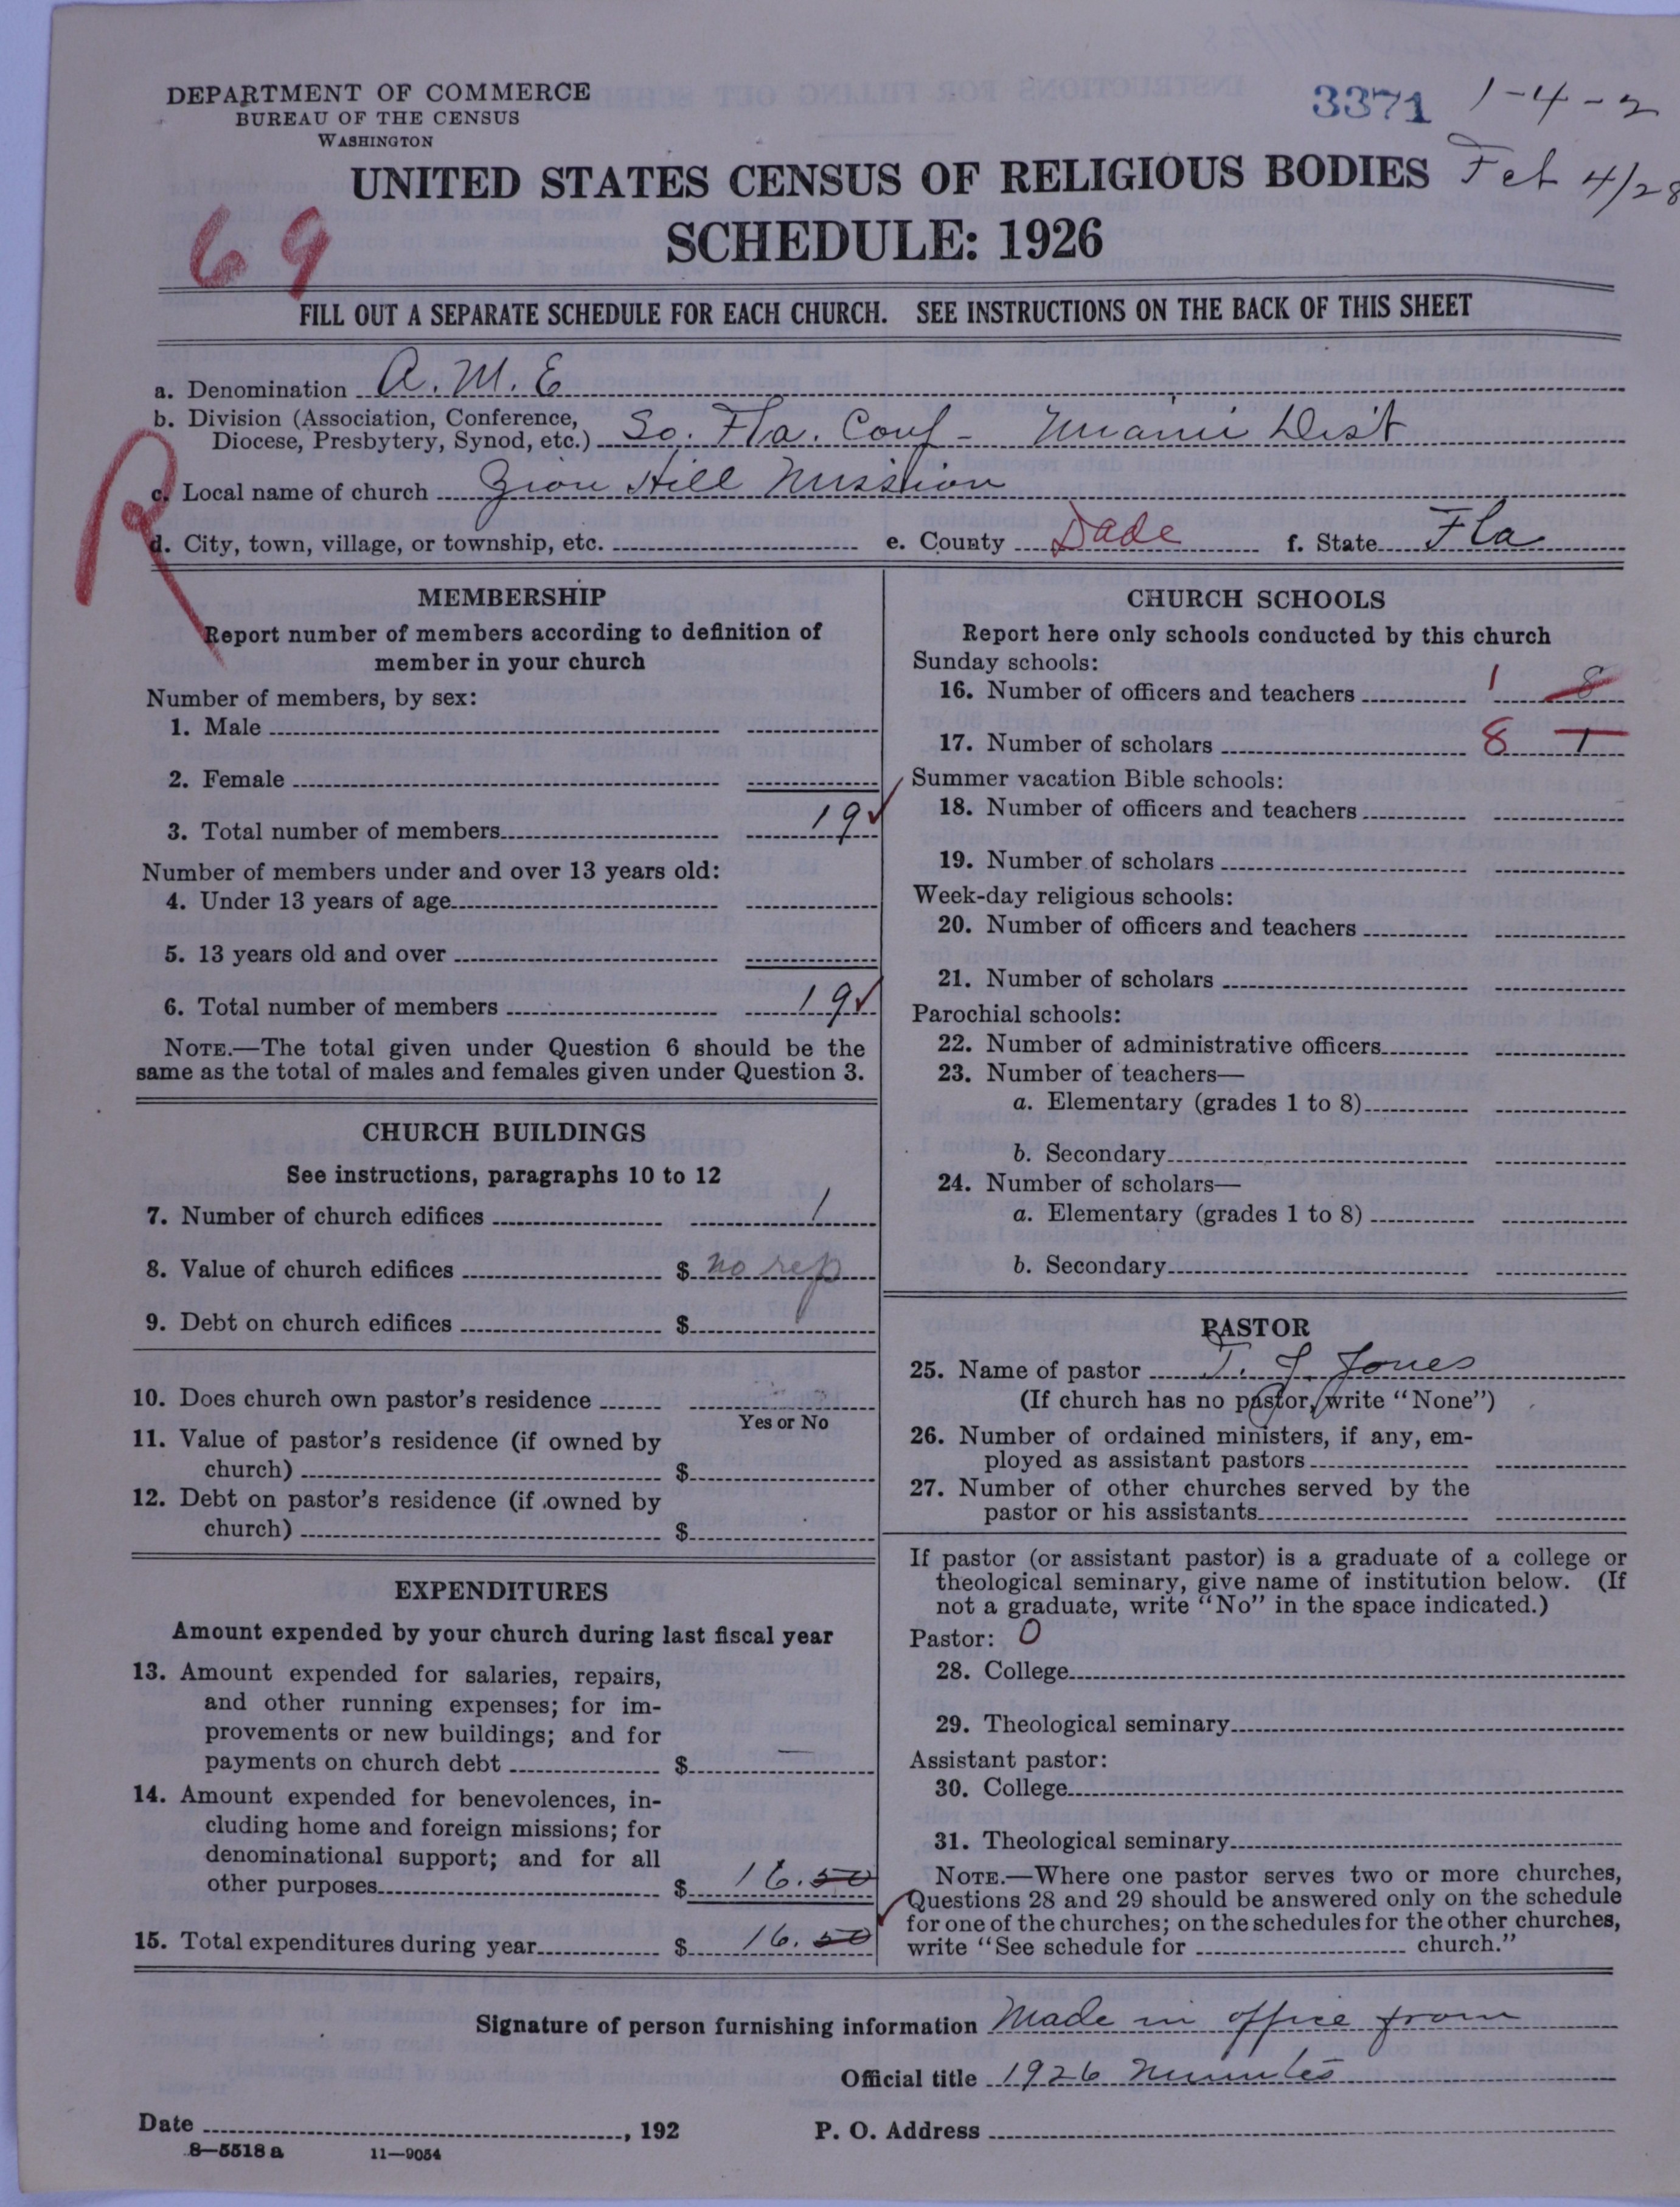 DEPARTMENT OF COMMERCE
BUREAU OF THE CENSUS
WASHINGTON
3371 1-4-2
UNITED STATES CENSUS OF RELIGIOUS BODIES Feb 4/28
SCHEDULE: 1926
69
FILL OUT A SEPARATE SCHEDULE FOR EACH CHURCH. SEE INSTRUCTIONS ON THE BACK OF THIS SHEET
a. Denomination A.M.E
b. Division (Association, Conference,
Diocese, Presbytery, Synod, etc.) So. Fla. Conf - Miami Dist
R
c. Local name of church Zion Hill Mission
d. City, town, village, or township, etc. e. County Dade f. State Fla
MEMBERSHIP
Report number of members according to definition of
member in your church
Number of members, by sex:
1. Male
2. Female
3. Total number of members 19
Number of members under and over 13 years old:
4. Under 13 years of age
5. 13 years old and over
6. Total number of members 19
NOTE.—The total given under Question 6 should be the
same as the total of males and females given under Question 3.
CHURCH BUILDINGS
See instructions, paragraphs 10 to 12
7. Number of church edifices 1
8. Value of church edifices $ no rep
9. Debt on church edifices $
10. Does church own pastor's residence
Yes or No
11. Value of pastor's residence (if owned by
church) $
12. Debt on pastor's residence (if owned by
church) $
EXPENDITURES
Amount expended by your church during last fiscal year
13. Amount expended for salaries, repairs,
and other running expenses; for im-
provements or new buildings; and for
payments on church debt $ —
14. Amount expended for benevolences, in-
cluding home and foreign missions; for
denominational support; and for all
other purposes $ 16.50
15. Total expenditures during year $ 16.50
CHURCH SCHOOLS
Report here only schools conducted by this church
Sunday schools:
16. Number of officers and teachers 1 8
17. Number of scholars 8 1
Summer vacation Bible schools:
18. Number of officers and teachers
19. Number of scholars
Week-day religious schools:
20. Number of officers and teachers
21. Number of scholars
Parochial schools:
22. Number of administrative officers
23. Number of teachers—
a. Elementary (grades 1 to 8)
b. Secondary
24. Number of scholars—
a. Elementary (grades 1 to 8)
b. Secondary
PASTOR
25. Name of pastor T. J. Jones
(If church has no pastor, write "None")
26. Number of ordained ministers, if any, em-
ployed as assistant pastors
27. Number of other churches served by the
pastor or his assistants
If pastor (or assistant pastor) is a graduate of a college or
theological seminary, give name of institution below. (If
not a graduate, write "No" in the space indicated.)
Pastor: 0
28. College
29. Theological seminary
Assistant pastor:
30. College
31. Theological seminary
NOTE.—Where one pastor serves two or more churches,
Questions 28 and 29 should be answered only on the schedule
for one of the churches; on the schedules for the other churches,
write "See schedule for church."
Signature of person furnishing information Made in office from
Official title 1926 Minutes
Date , 192 P. O. Address
8—5518 a 11—9054